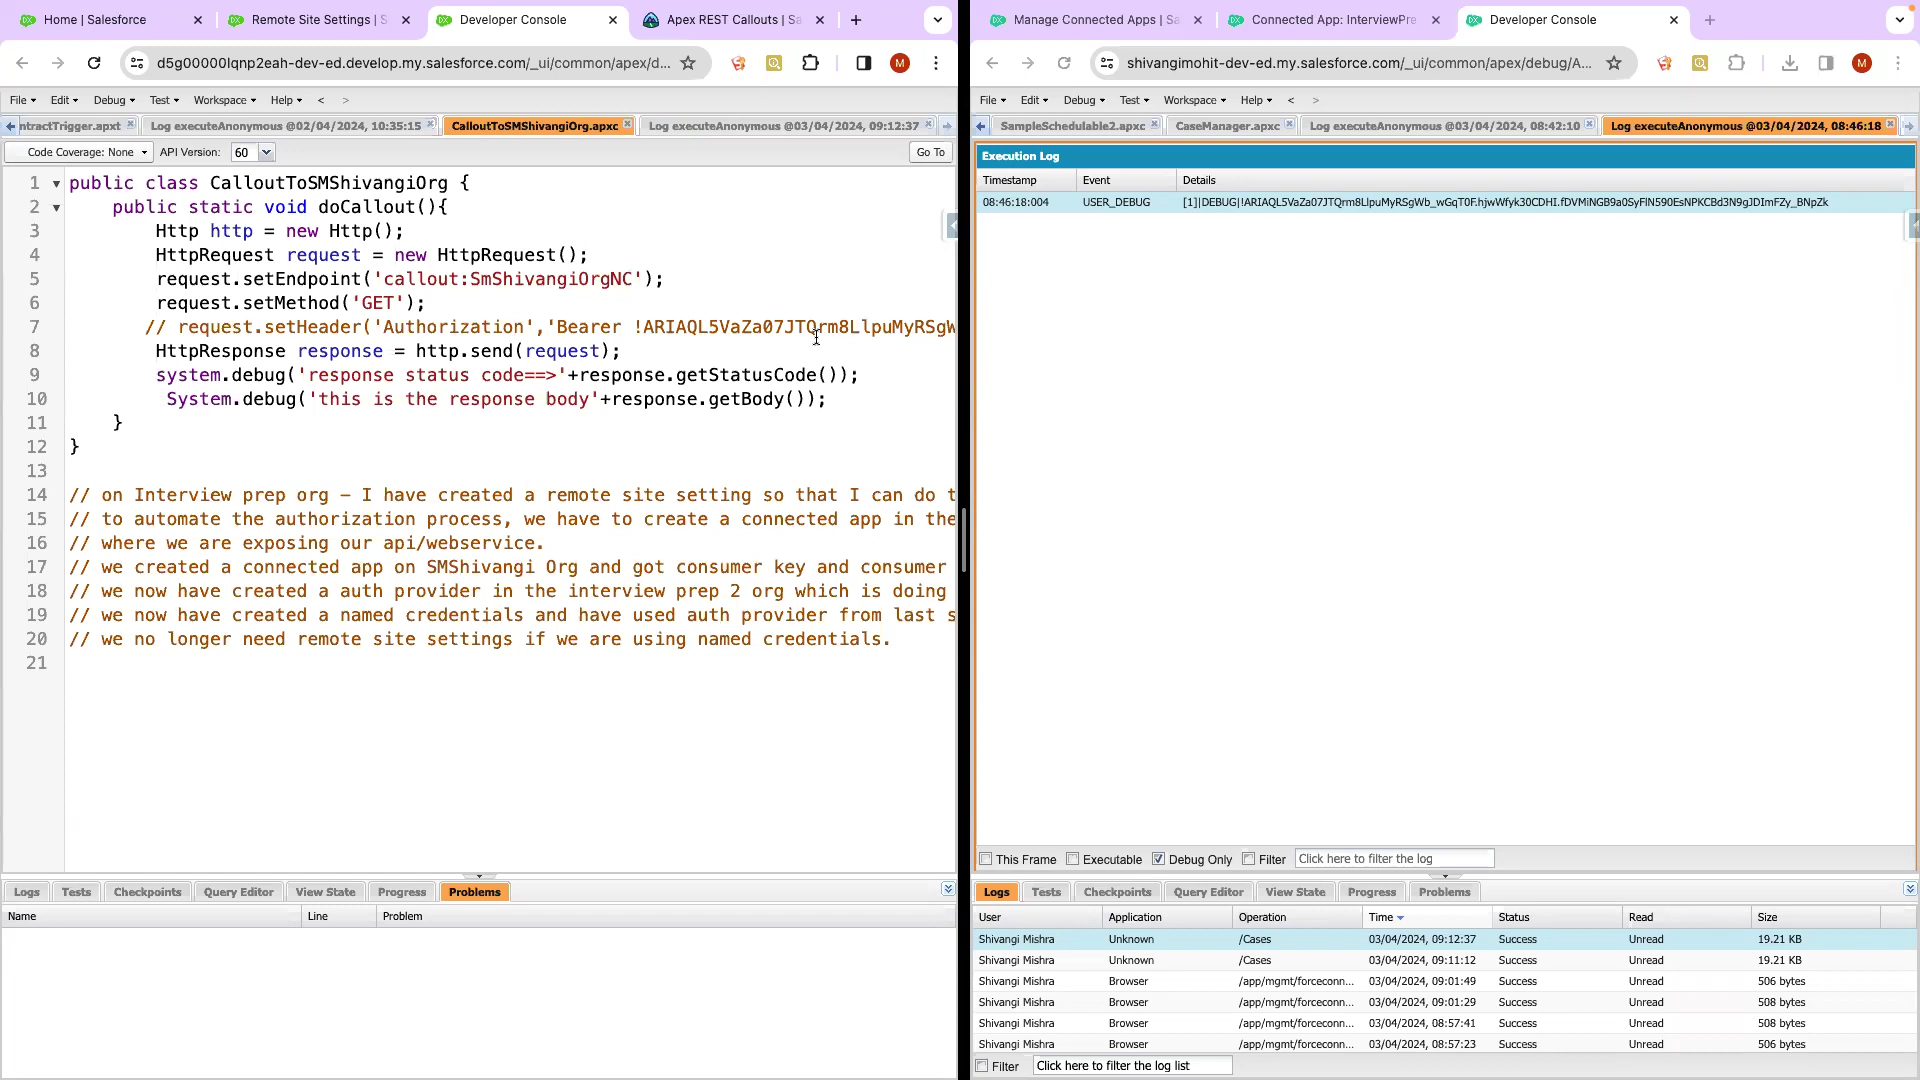 Home | Salesforce
Remote Site Settings | S
Developer Console
Apex REST Callouts | Sa
d5g00000lqnp2eah-dev-ed.develop.my.salesforce.com/_ui/common/apex/d...
M
File Edit Debug Test Workspace Help < >
ntractTrigger.apxt
Log executeAnonymous @02/04/2024, 10:35:15
CalloutToSMShivangiOrg.apxc
Log executeAnonymous @03/04/2024, 09:12:37
Code Coverage: None API Version: 60 Go To
1 public class CalloutToSMShivangiOrg {
2 public static void doCallout(){
3 Http http = new Http();
4 HttpRequest request = new HttpRequest();
5 request.setEndpoint('callout:SmShivangiOrgNC');
6 request.setMethod('GET');
7 // request.setHeader('Authorization','Bearer !ARIAQL5VaZa07JTQrm8LlpuMyRSgW
8 HttpResponse response = http.send(request);
9 system.debug('response status code==>'+response.getStatusCode());
10 System.debug('this is the response body'+response.getBody());
11 }
12 }
13
14 // on Interview prep org – I have created a remote site setting so that I can do t
15 // to automate the authorization process, we have to create a connected app in the
16 // where we are exposing our api/webservice.
17 // we created a connected app on SMShivangi Org and got consumer key and consumer
18 // we now have created a auth provider in the interview prep 2 org which is doing
19 // we now have created a named credentials and have used auth provider from last s
20 // we no longer need remote site settings if we are using named credentials.
21
Logs Tests Checkpoints Query Editor View State Progress Problems
Name Line Problem
Manage Connected Apps | Sa
Connected App: InterviewPre
Developer Console
shivangimohit-dev-ed.my.salesforce.com/_ui/common/apex/debug/A...
M
File Edit Debug Test Workspace Help < >
SampleSchedulable2.apxc
CaseManager.apxc
Log executeAnonymous @03/04/2024, 08:42:10
Log executeAnonymous @03/04/2024, 08:46:18
Execution Log
Timestamp Event Details
08:46:18:004 USER_DEBUG [1]|DEBUG|!ARIAQL5VaZa07JTQrm8LlpuMyRSgWb_wGqT0F.hjwWfyk30CDHI.fDVMiNGB9a0SyFlN590EsNPKCBd3N9gJDImFZy_BNpZk
This Frame Executable Debug Only Filter Click here to filter the log
Logs Tests Checkpoints Query Editor View State Progress Problems
User Application Operation Time Status Read Size
Shivangi Mishra Unknown /Cases 03/04/2024, 09:12:37 Success Unread 19.21 KB
Shivangi Mishra Unknown /Cases 03/04/2024, 09:11:12 Success Unread 19.21 KB
Shivangi Mishra Browser /app/mgmt/forceconn... 03/04/2024, 09:01:49 Success Unread 506 bytes
Shivangi Mishra Browser /app/mgmt/forceconn... 03/04/2024, 09:01:29 Success Unread 508 bytes
Shivangi Mishra Browser /app/mgmt/forceconn... 03/04/2024, 08:57:41 Success Unread 508 bytes
Shivangi Mishra Browser /app/mgmt/forceconn... 03/04/2024, 08:57:23 Success Unread 506 bytes
Filter Click here to filter the log list